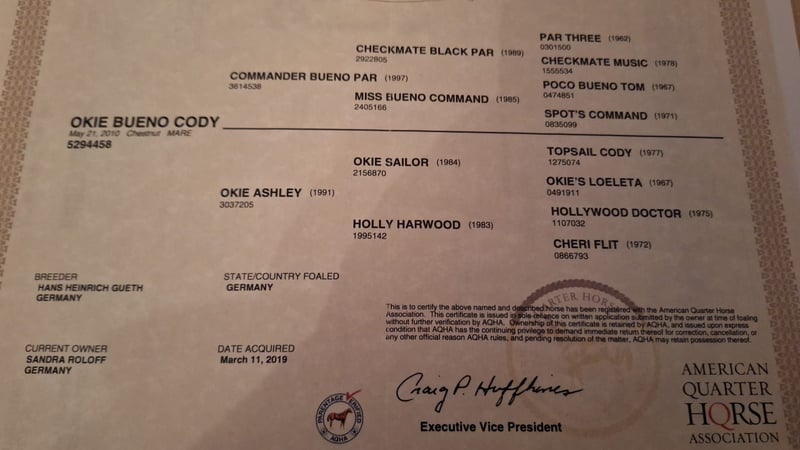 PAR THREE (1962)
0301500
CHECKMATE BLACK PAR (1989)
2922805
CHECKMATE MUSIC (1978)
1555534
COMMANDER BUENO PAR (1997)
3614538
POCO BUENO TOM (1967)
0474851
MISS BUENO COMMAND (1985)
2405166
SPOT'S COMMAND (1971)
0835099
OKIE BUENO CODY
May 21, 2010 Chestnut MARE
5294458
TOPSAIL CODY (1977)
1275074
OKIE SAILOR (1984)
2156870
OKIE'S LOELETA (1967)
0491911
OKIE ASHLEY (1991)
3037205
HOLLYWOOD DOCTOR (1975)
1107032
HOLLY HARWOOD (1983)
1995142
CHERI FLIT (1972)
0866793
BREEDER
HANS HEINRICH GUETH
GERMANY
STATE/COUNTRY FOALED
GERMANY
This is to certify the above named and described horse has been registered with the American Quarter Horse
Association. This certificate is issued in sole reliance on written application submitted by the owner at time of foaling
without further verification by AQHA. Ownership of this certificate is retained by AQHA, and issued upon express
condition that AQHA has the continuing privilege to demand immediate return thereof for correction, cancellation, or
any other official reason AQHA rules, and pending resolution of the matter, AQHA may retain possession thereof.
CURRENT OWNER
SANDRA ROLOFF
GERMANY
DATE ACQUIRED
March 11, 2019
PARENTAGE VERIFIED
AQHA
Craig P. Huffhines
Executive Vice President
QUARTER HORSE
AMERICAN
QUARTER
HORSE
ASSOCIATION